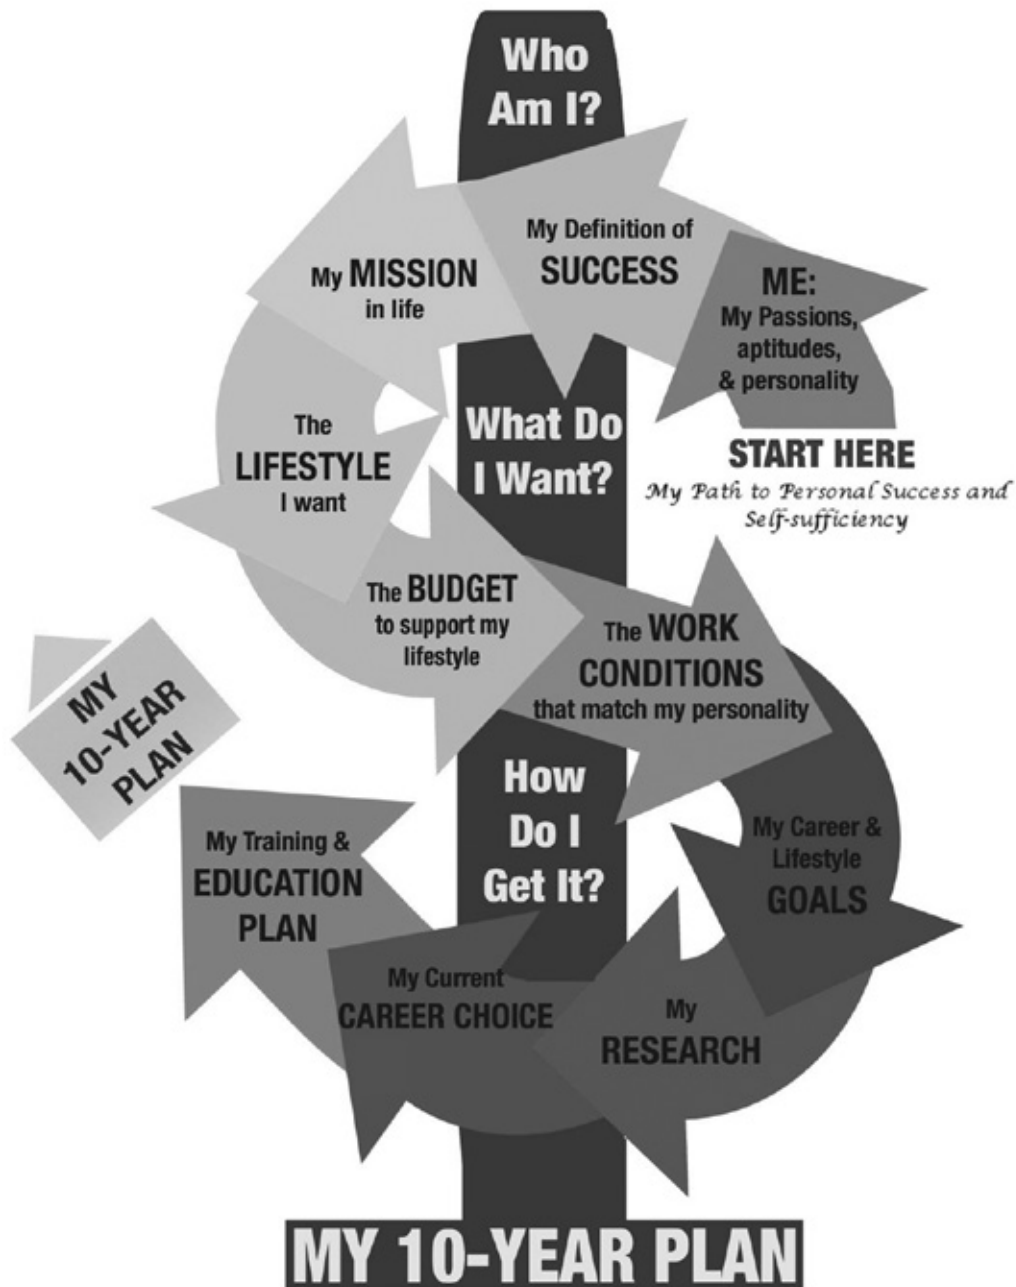 Who
Am I?
ME:
My Passions,
aptitudes,
& personality
START HERE
My Path to Personal Success and
Self-sufficiency
My Definition of
SUCCESS
My MISSION
in life
What Do
I Want?
The
LIFESTYLE
I want
The BUDGET
to support my
lifestyle
The WORK
CONDITIONS
that match my personality
How
Do I
Get It?
My Career &
Lifestyle
GOALS
My
RESEARCH
My Current
CAREER CHOICE
My Training &
EDUCATION
PLAN
MY
10-YEAR
PLAN
MY 10-YEAR PLAN